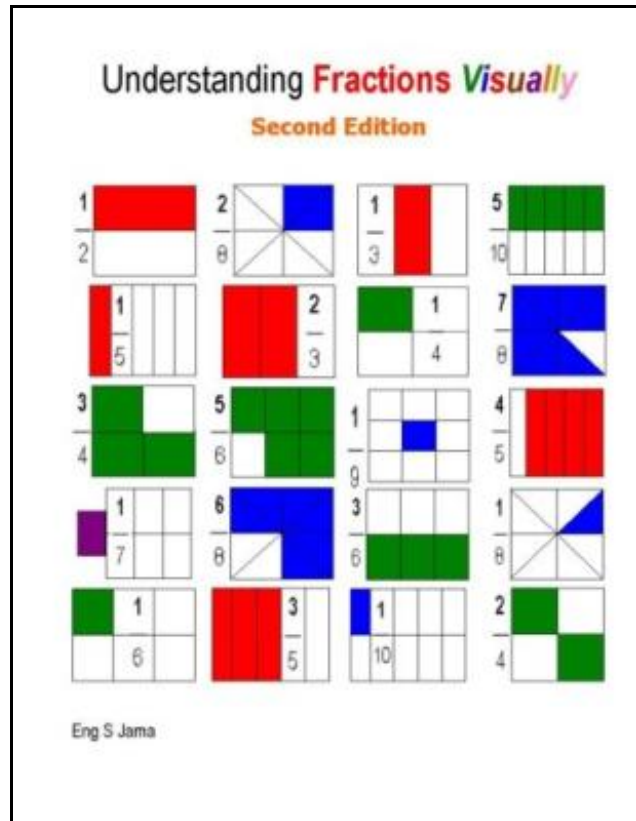 Understanding Fractions Visually
Second Edition
1/2 2/8 1/3 5/10
1/5 2/3 1/4 7/8
3/4 5/6 1/9 4/5
1/7 6/8 3/6 1/8
1/6 3/5 1/10 2/4
Eng S Jama